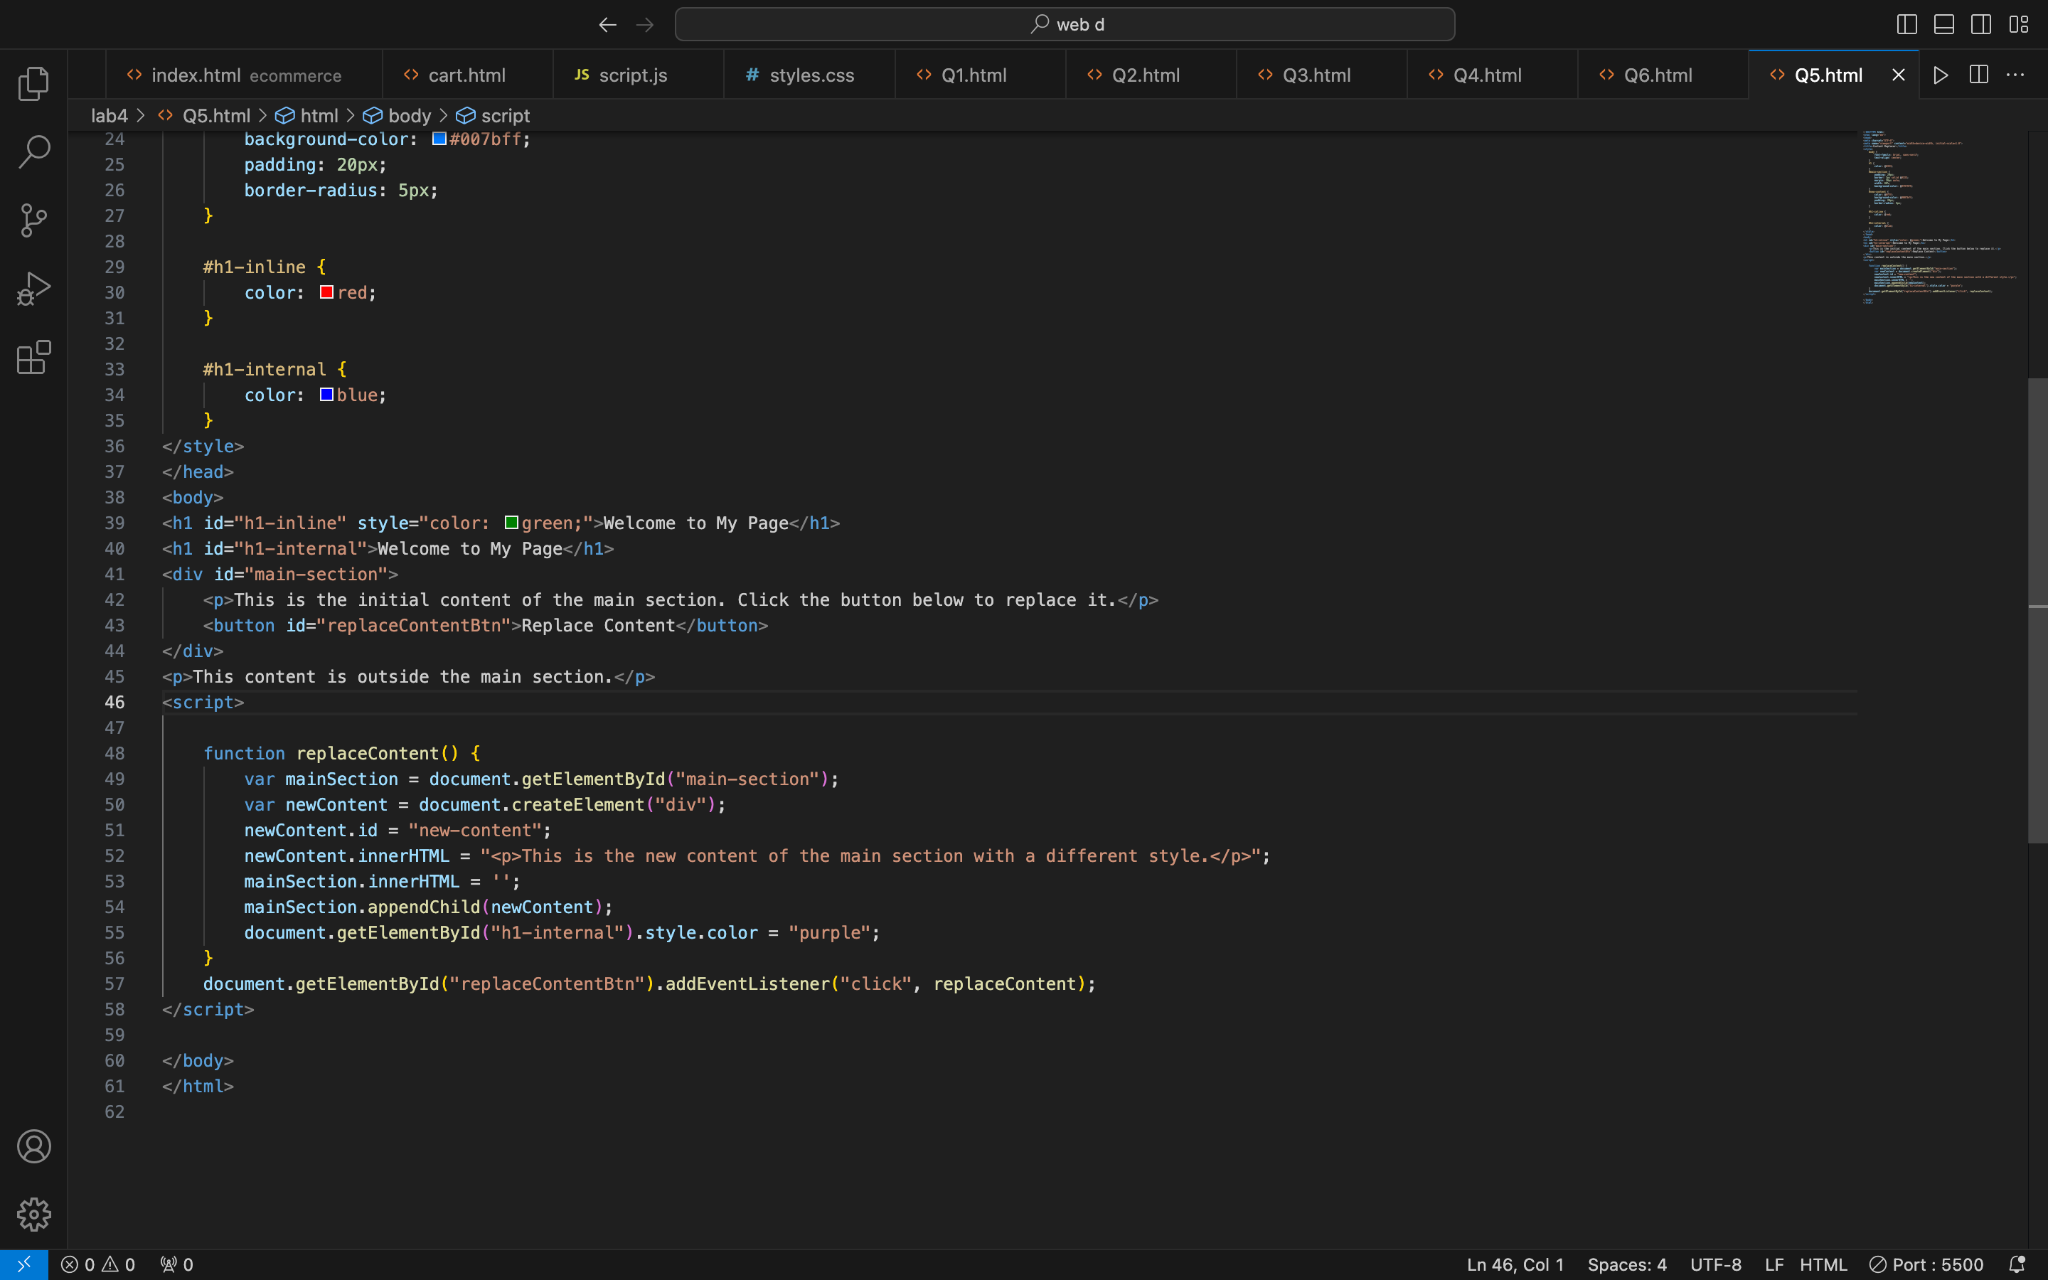 web d
index.html ecommerce
cart.html
JS script.js
# styles.css
Q1.html
Q2.html
Q3.html
Q4.html
Q6.html
Q5.html
lab4 > Q5.html > html > body > script
24 background-color: #007bff;
25 padding: 20px;
26 border-radius: 5px;
27 }
28
29 #h1-inline {
30 color: red;
31 }
32
33 #h1-internal {
34 color: blue;
35 }
36 </style>
37 </head>
38 <body>
39 <h1 id="h1-inline" style="color: green;">Welcome to My Page</h1>
40 <h1 id="h1-internal">Welcome to My Page</h1>
41 <div id="main-section">
42 <p>This is the initial content of the main section. Click the button below to replace it.</p>
43 <button id="replaceContentBtn">Replace Content</button>
44 </div>
45 <p>This content is outside the main section.</p>
46 <script>
47
48 function replaceContent() {
49 var mainSection = document.getElementById("main-section");
50 var newContent = document.createElement("div");
51 newContent.id = "new-content";
52 newContent.innerHTML = "<p>This is the new content of the main section with a different style.</p>";
53 mainSection.innerHTML = '';
54 mainSection.appendChild(newContent);
55 document.getElementById("h1-internal").style.color = "purple";
56 }
57 document.getElementById("replaceContentBtn").addEventListener("click", replaceContent);
58 </script>
59
60 </body>
61 </html>
62
0 0 0
Ln 46, Col 1 Spaces: 4 UTF-8 LF HTML Port : 5500